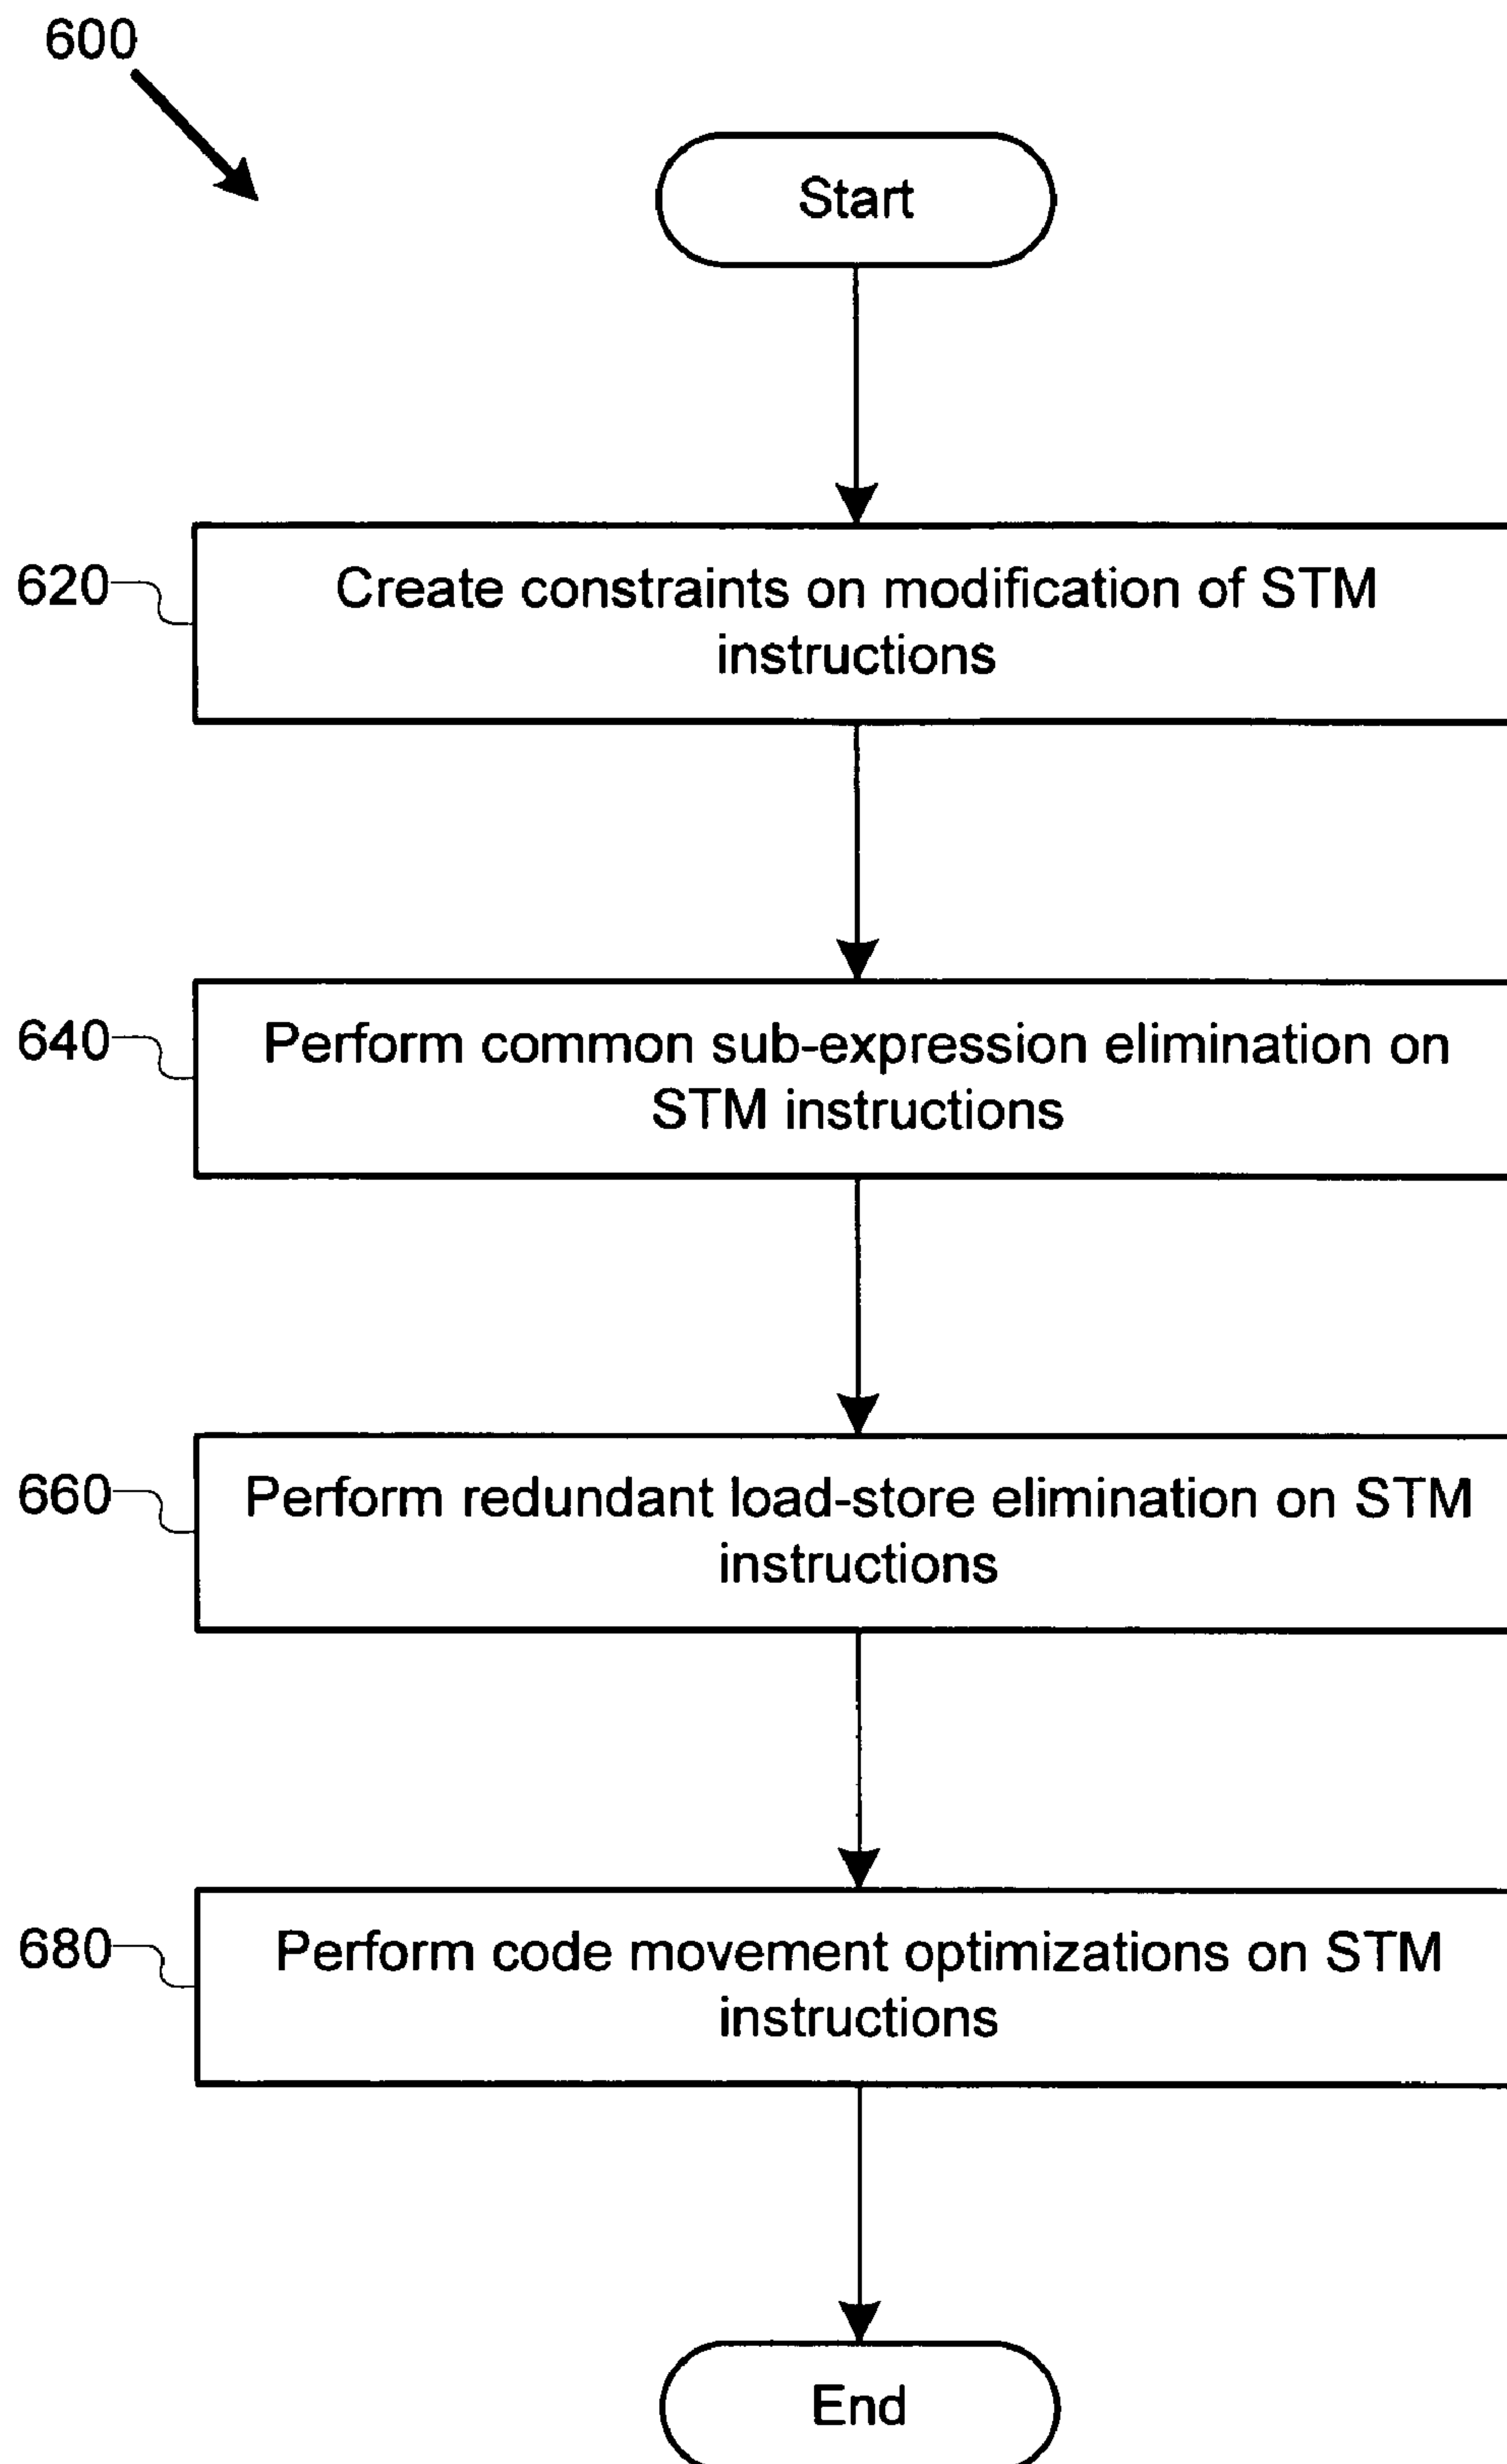 600
Start
620
Create constraints on modification of STM
instructions
640
Perform common sub-expression elimination on
STM instructions
660
Perform redundant load-store elimination on STM
instructions
680
Perform code movement optimizations on STM
instructions
End